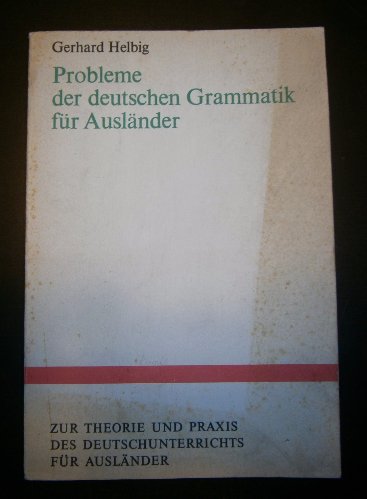 Gerhard Helbig
Probleme
der deutschen Grammatik
für Ausländer
ZUR THEORIE UND PRAXIS
DES DEUTSCHUNTERRICHTS
FÜR AUSLÄNDER